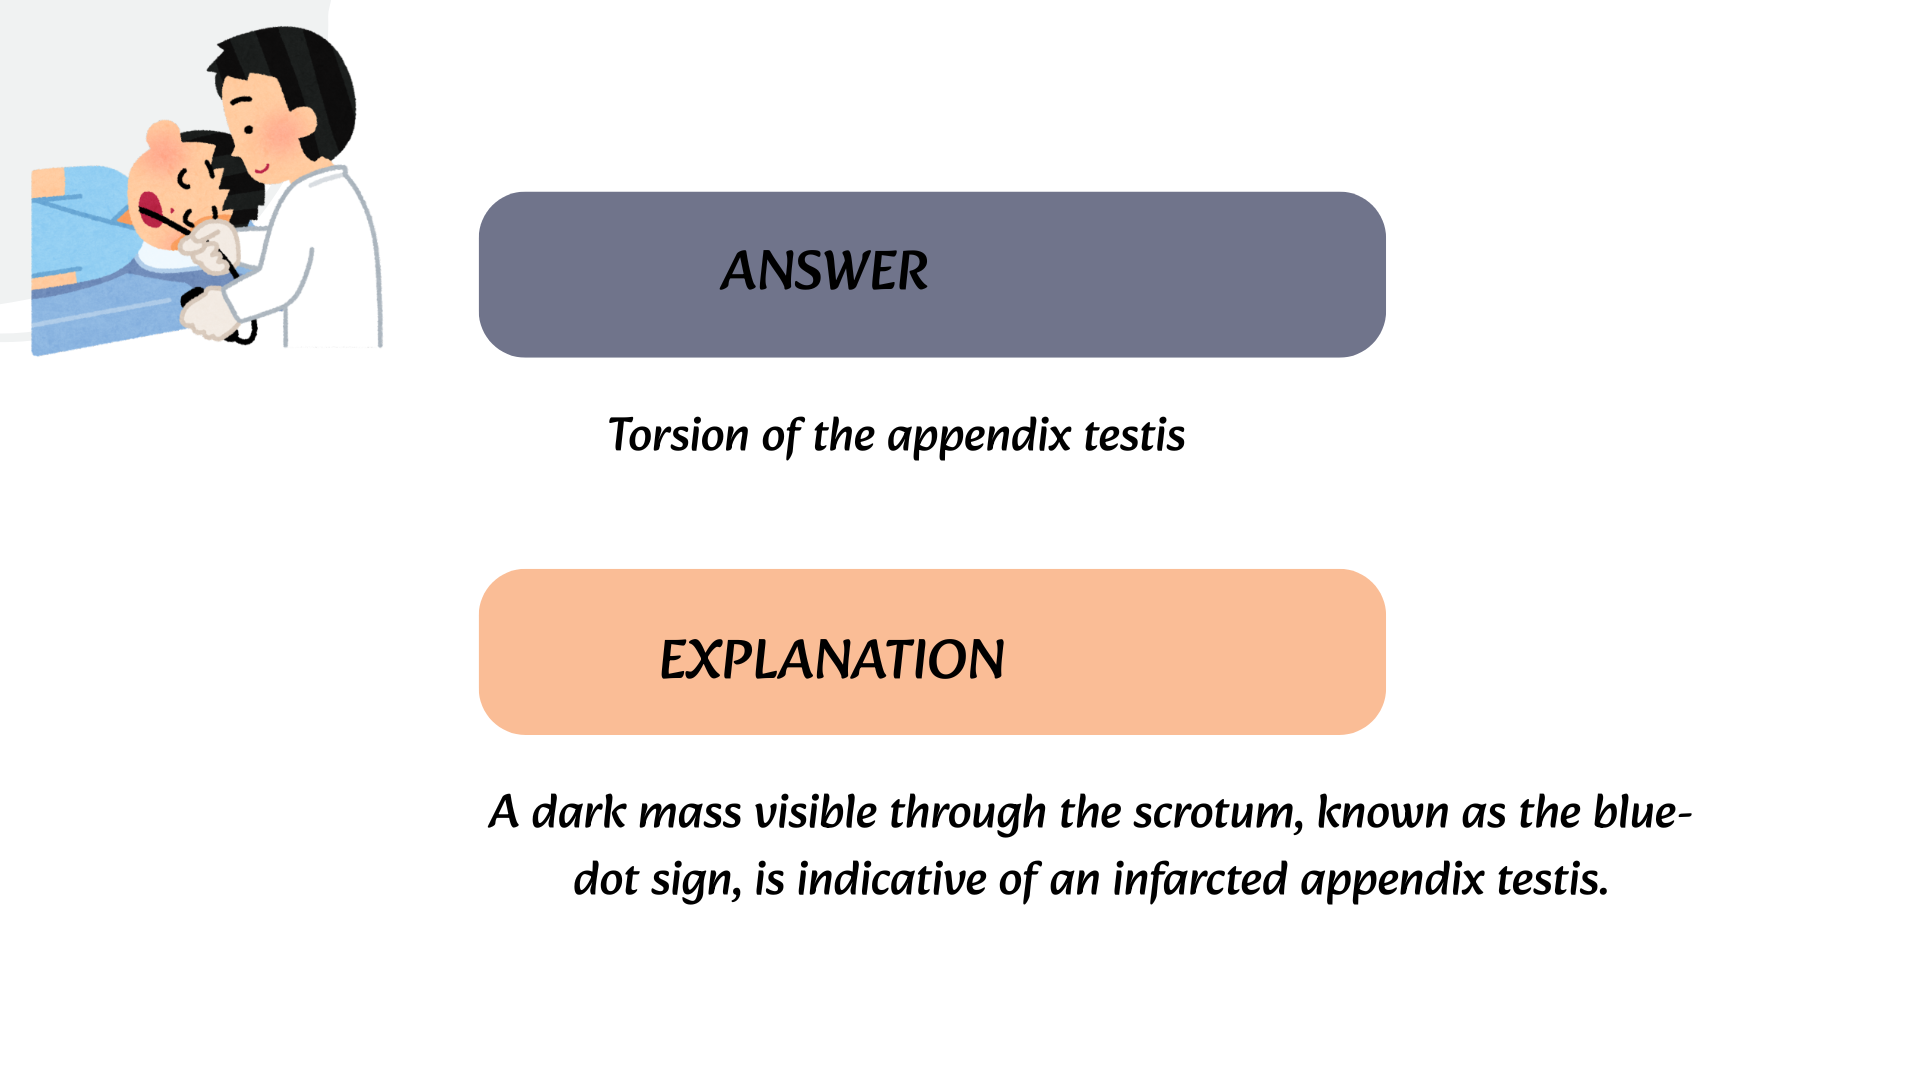 ANSWER
Torsion of the appendix testis
EXPLANATION
A dark mass visible through the scrotum, known as the blue-
dot sign, is indicative of an infarcted appendix testis.